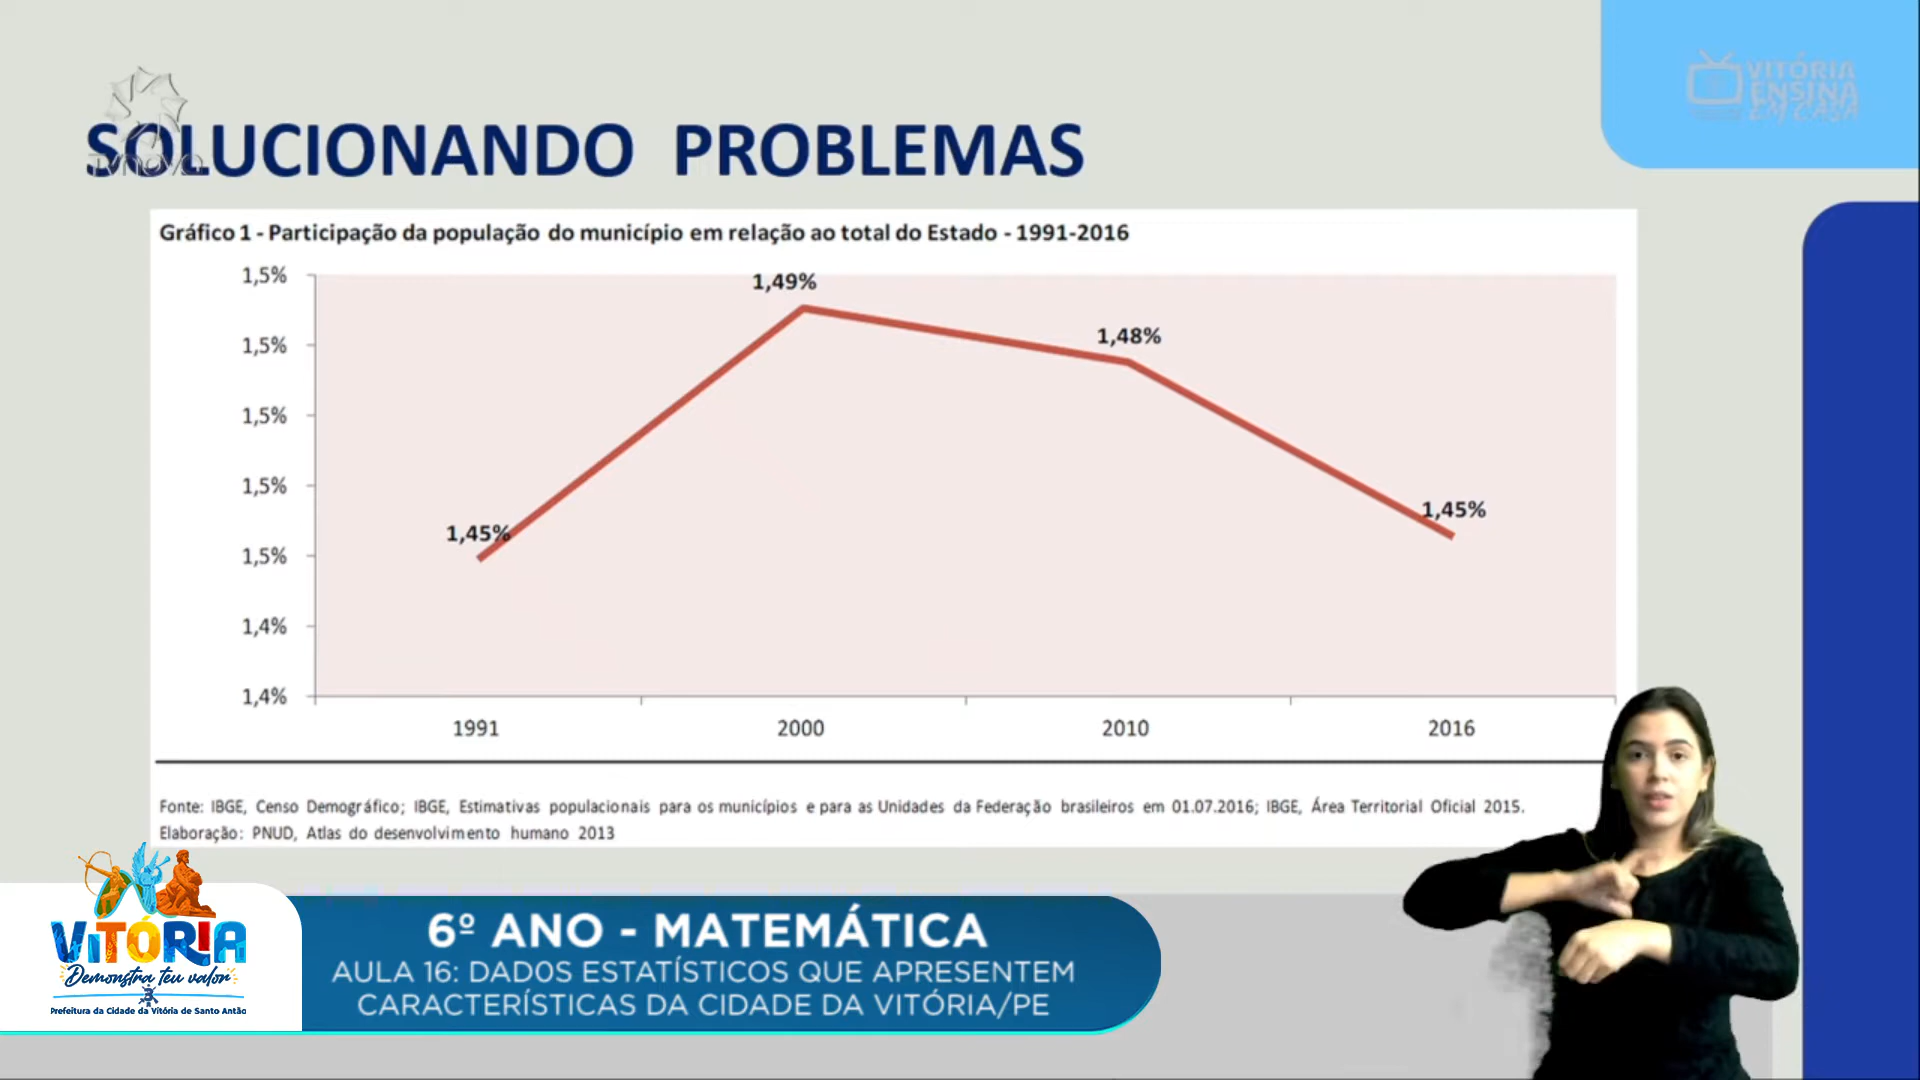 VITÓRIA
ENSINA
EM CASA
SOLUCIONANDO PROBLEMAS
Gráfico 1 - Participação da população do município em relação ao total do Estado - 1991-2016
1,5%
1,5%
1,5%
1,5%
1,5%
1,4%
1,4%
1,45%
1,49%
1,48%
1,45%
1991
2000
2010
2016
Fonte: IBGE, Censo Demográfico; IBGE, Estimativas populacionais para os municípios e para as Unidades da Federação brasileiros em 01.07.2016; IBGE, Área Territorial Oficial 2015.
Elaboração: PNUD, Atlas do desenvolvimento humano 2013
VITÓRIA
Demonstra teu valor
Prefeitura da Cidade da Vitória de Santo Antão
6º ANO - MATEMÁTICA
AULA 16: DADOS ESTATÍSTICOS QUE APRESENTEM
CARACTERÍSTICAS DA CIDADE DA VITÓRIA/PE